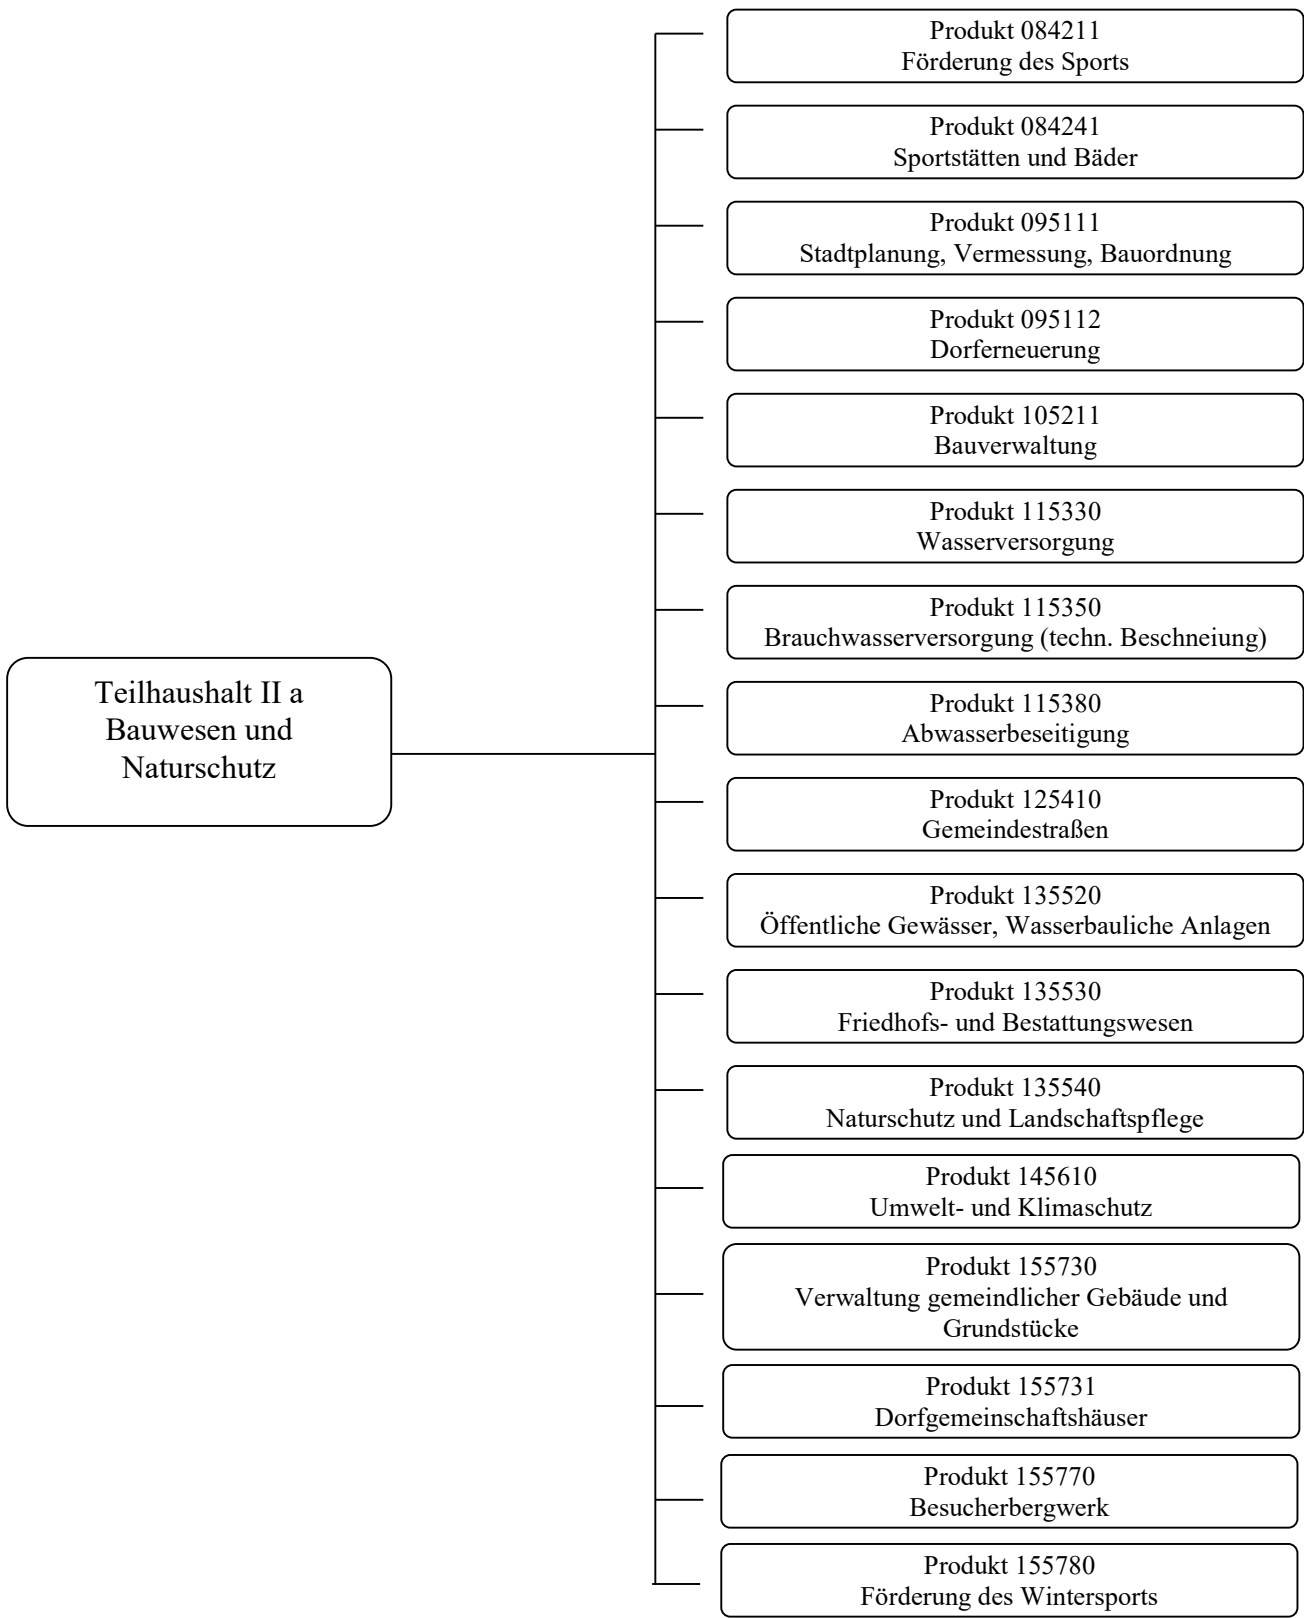 Produkt 084211
Förderung des Sports
Produkt 084241
Sportstätten und Bäder
Produkt 095111
Stadtplanung, Vermessung, Bauordnung
Produkt 095112
Dorferneuerung
Produkt 105211
Bauverwaltung
Produkt 115330
Wasserversorgung
Produkt 115350
Brauchwasserversorgung (techn. Beschneiung)
Teilhaushalt II a
Bauwesen und
Naturschutz
Produkt 115380
Abwasserbeseitigung
Produkt 125410
Gemeindestraßen
Produkt 135520
Öffentliche Gewässer, Wasserbauliche Anlagen
Produkt 135530
Friedhofs- und Bestattungswesen
Produkt 135540
Naturschutz und Landschaftspflege
Produkt 145610
Umwelt- und Klimaschutz
Produkt 155730
Verwaltung gemeindlicher Gebäude und
Grundstücke
Produkt 155731
Dorfgemeinschaftshäuser
Produkt 155770
Besucherbergwerk
Produkt 155780
Förderung des Wintersports